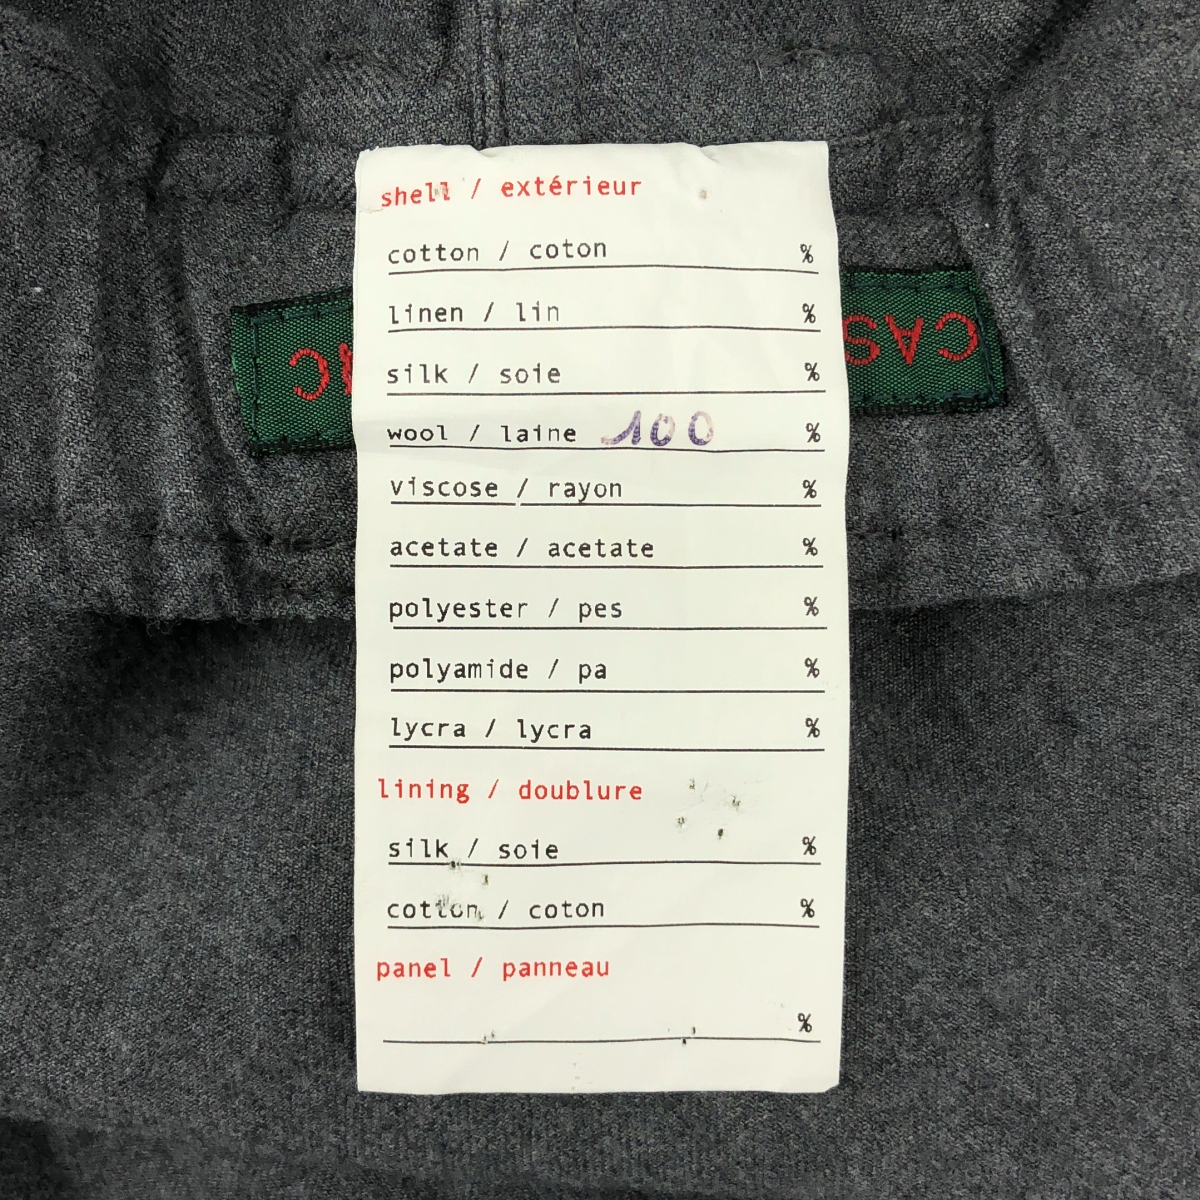 shell / extérieur
cotton / coton %
linen / lin %
silk / soie %
wool / laine 100 %
viscose / rayon %
acetate / acetate %
polyester / pes %
polyamide / pa %
lycra / lycra %
lining / doublure
silk / soie %
cotton / coton %
panel / panneau
%